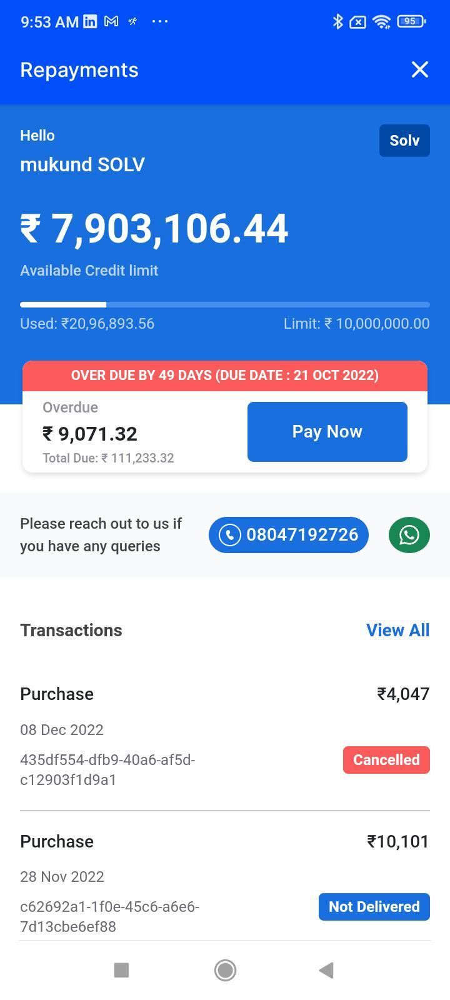 9:53 AM
95
Repayments
Hello
Solv
mukund SOLV
₹ 7,903,106.44
Available Credit limit
Used: ₹20,96,893.56
Limit: ₹ 10,000,000.00
OVER DUE BY 49 DAYS (DUE DATE : 21 OCT 2022)
Overdue
₹ 9,071.32
Pay Now
Total Due: ₹ 111,233.32
Please reach out to us if
you have any queries
08047192726
Transactions
View All
Purchase
₹4,047
08 Dec 2022
435df554-dfb9-40a6-af5d-
c12903f1d9a1
Cancelled
Purchase
₹10,101
28 Nov 2022
c62692a1-1f0e-45c6-a6e6-
7d13cbe6ef88
Not Delivered